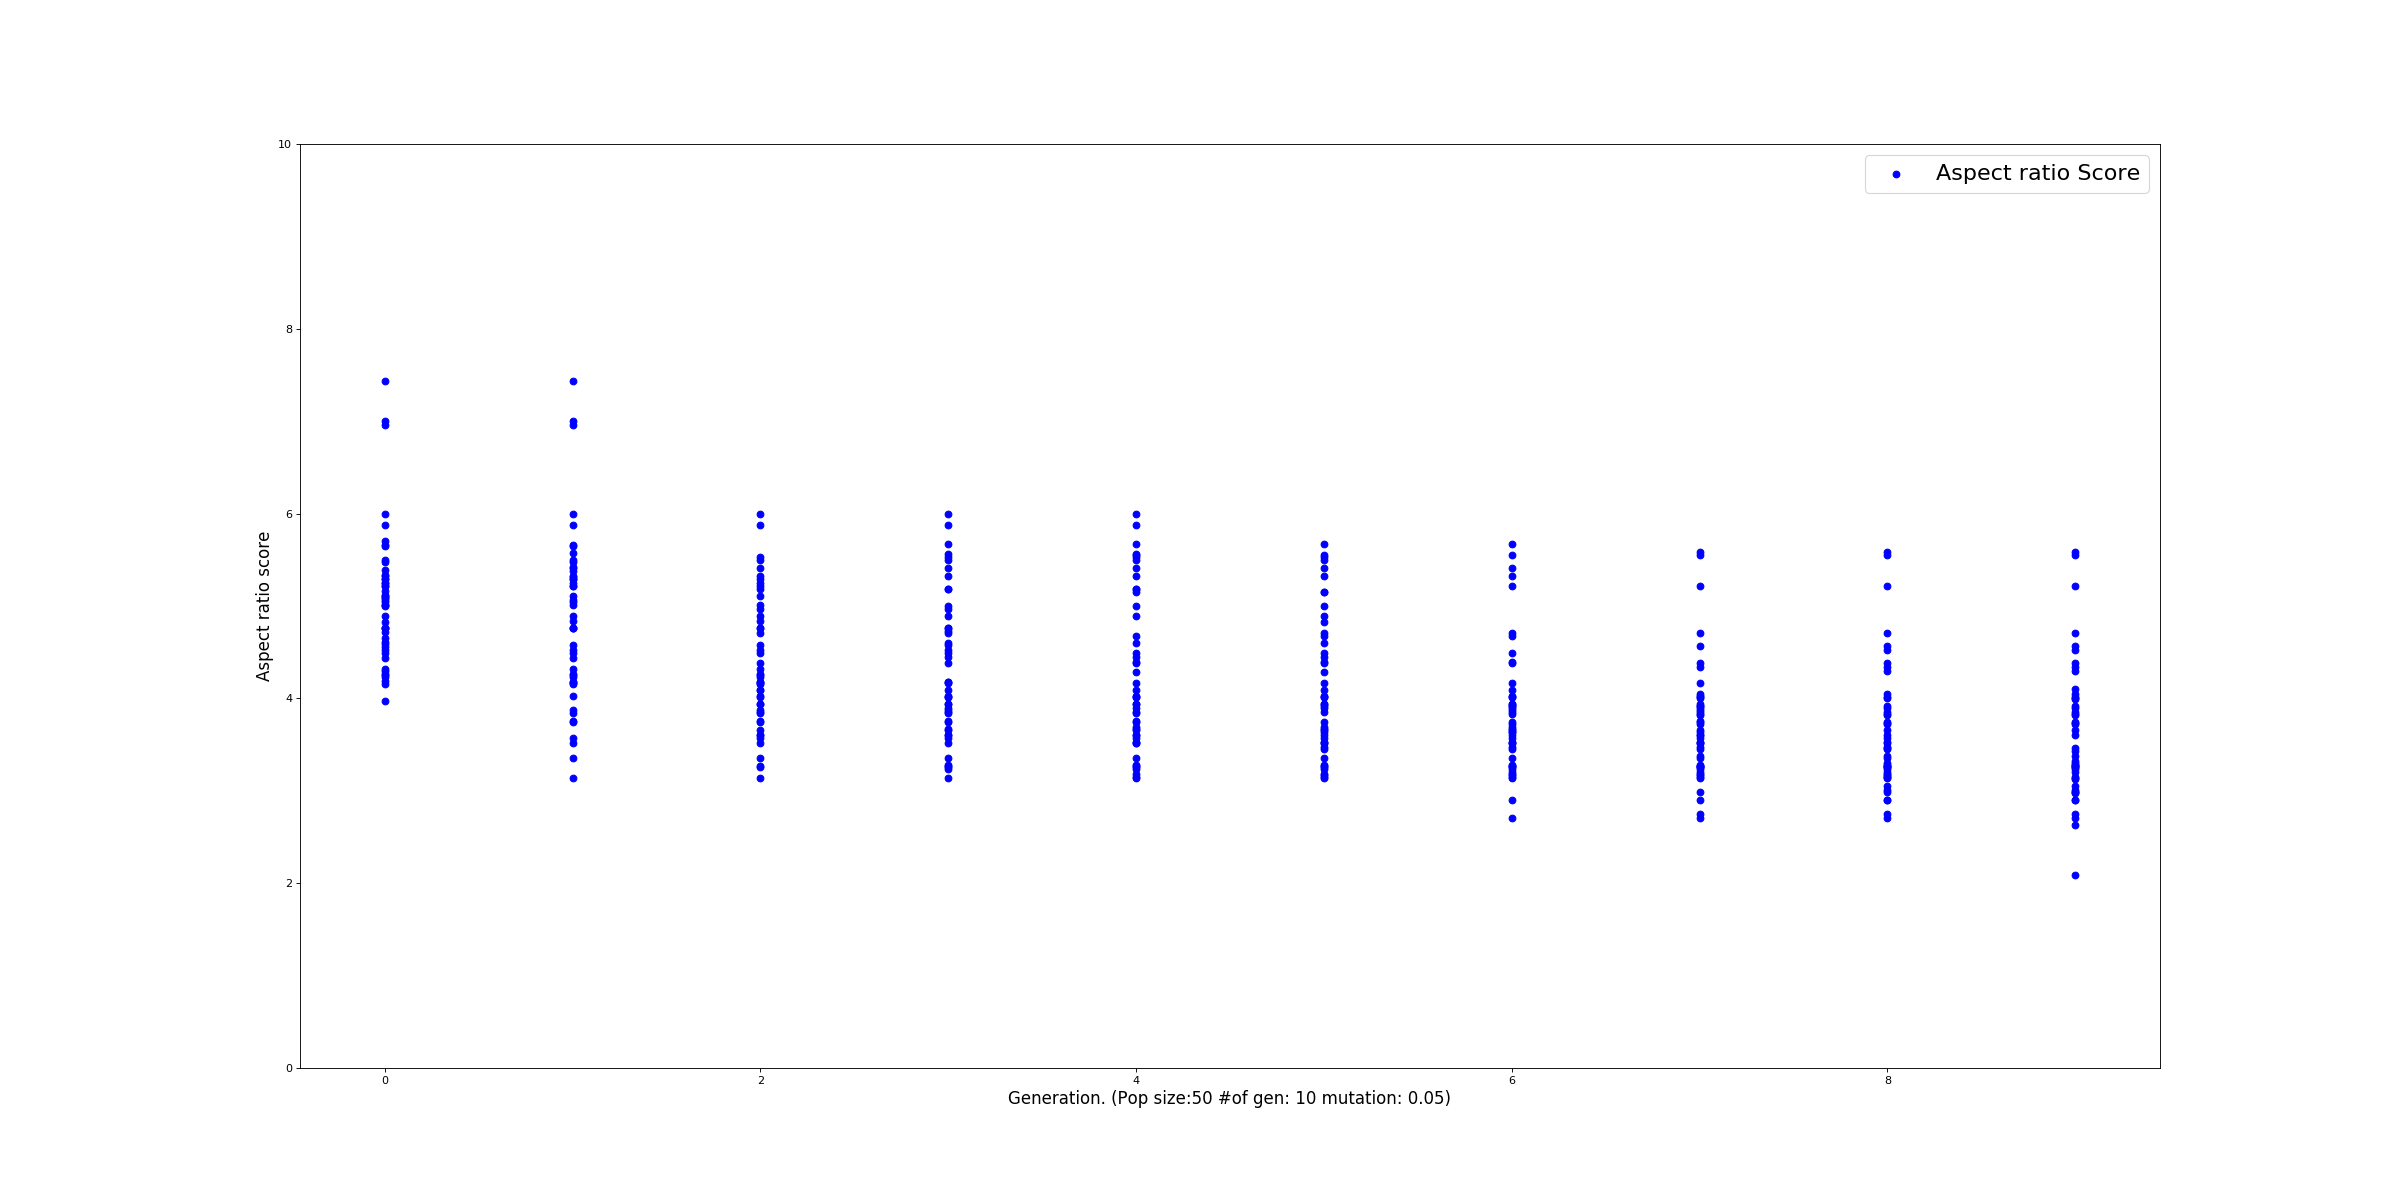 10
8
6
4
2
0
Aspect ratio score
Aspect ratio Score
0 2 4 6 8
Generation. (Pop size:50 #of gen: 10 mutation: 0.05)